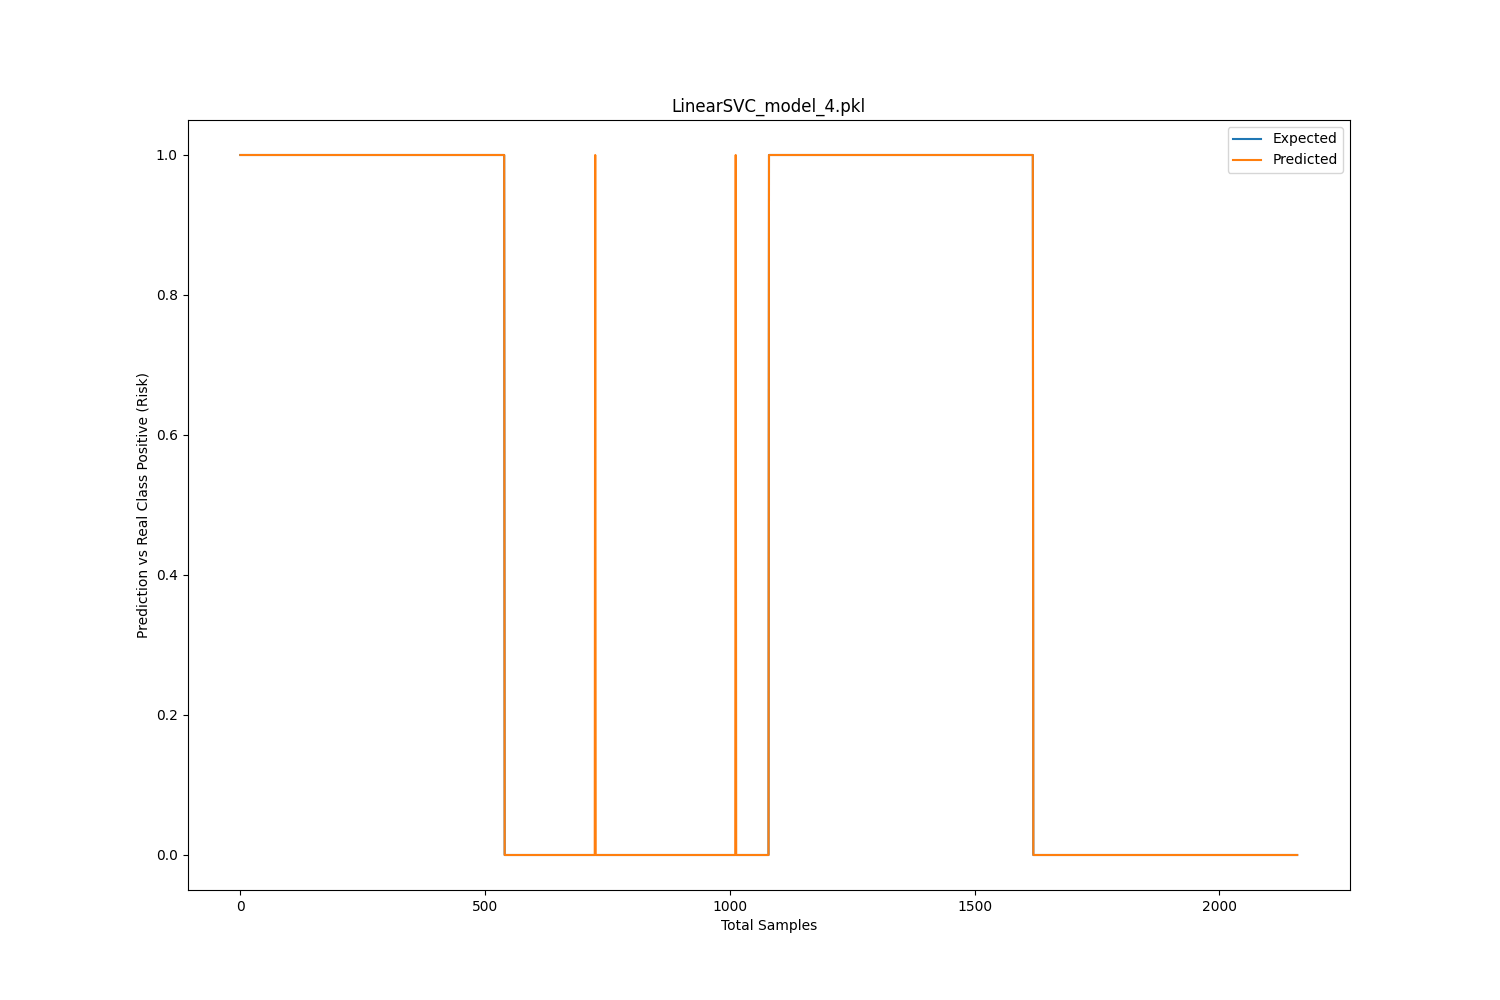 LinearSVC_model_4.pkl
Expected
Predicted
1.0
0.8
0.6
0.4
0.2
0.0
Prediction vs Real Class Positive (Risk)
0 500 1000 1500 2000
Total Samples